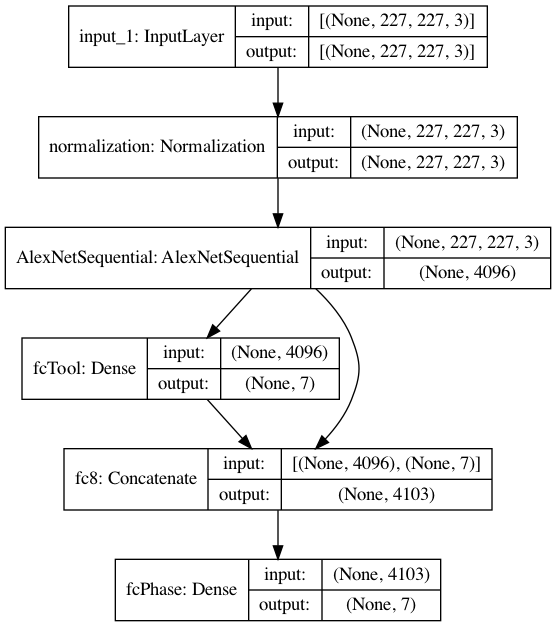 input_1: InputLayer input: [(None, 227, 227, 3)]
output: [(None, 227, 227, 3)]
normalization: Normalization input: (None, 227, 227, 3)
output: (None, 227, 227, 3)
AlexNetSequential: AlexNetSequential input: (None, 227, 227, 3)
output: (None, 4096)
fcTool: Dense input: (None, 4096)
output: (None, 7)
fc8: Concatenate input: [(None, 4096), (None, 7)]
output: (None, 4103)
fcPhase: Dense input: (None, 4103)
output: (None, 7)